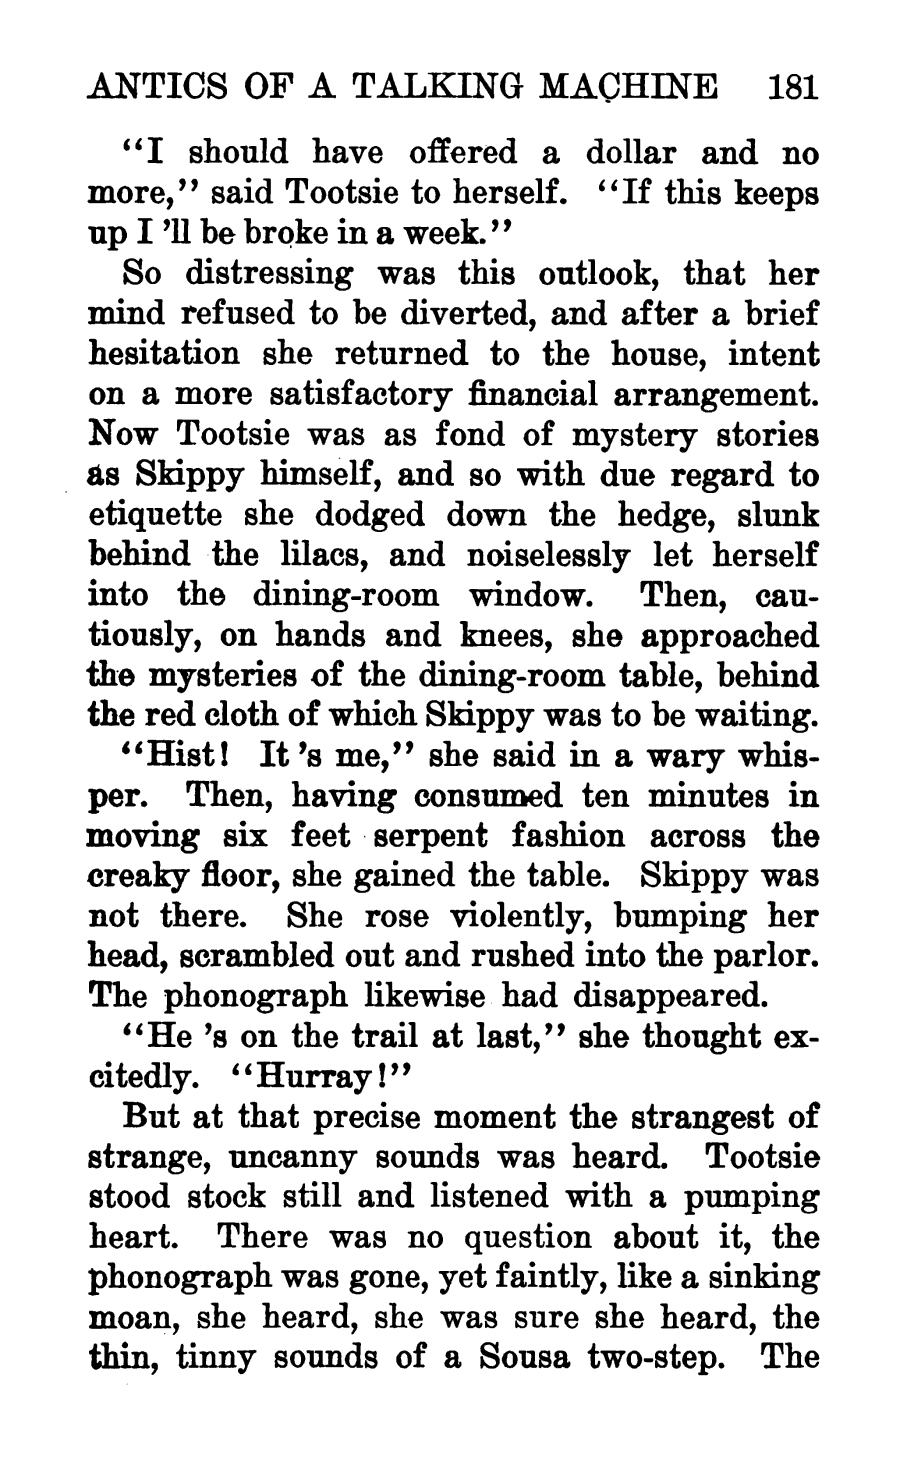 ANTICS OF A TALKING MACHINE 181
“I should have offered a dollar and no
more,” said Tootsie to herself. “If this keeps
up I ’ll be broke in a week.”
So distressing was this outlook, that her
mind refused to be diverted, and after a brief
hesitation she returned to the house, intent
on a more satisfactory financial arrangement.
Now Tootsie was as fond of mystery stories
as Skippy himself, and so with due regard to
etiquette she dodged down the hedge, slunk
behind the lilacs, and noiselessly let herself
into the dining-room window. Then, cau-
tiously, on hands and knees, she approached
the mysteries of the dining-room table, behind
the red cloth of which Skippy was to be waiting.
“Hist! It ’s me,” she said in a wary whis-
per. Then, having consumed ten minutes in
moving six feet serpent fashion across the
creaky floor, she gained the table. Skippy was
not there. She rose violently, bumping her
head, scrambled out and rushed into the parlor.
The phonograph likewise had disappeared.
“He ’s on the trail at last,” she thought ex-
citedly. “Hurray!”
But at that precise moment the strangest of
strange, uncanny sounds was heard. Tootsie
stood stock still and listened with a pumping
heart. There was no question about it, the
phonograph was gone, yet faintly, like a sinking
moan, she heard, she was sure she heard, the
thin, tinny sounds of a Sousa two-step. The